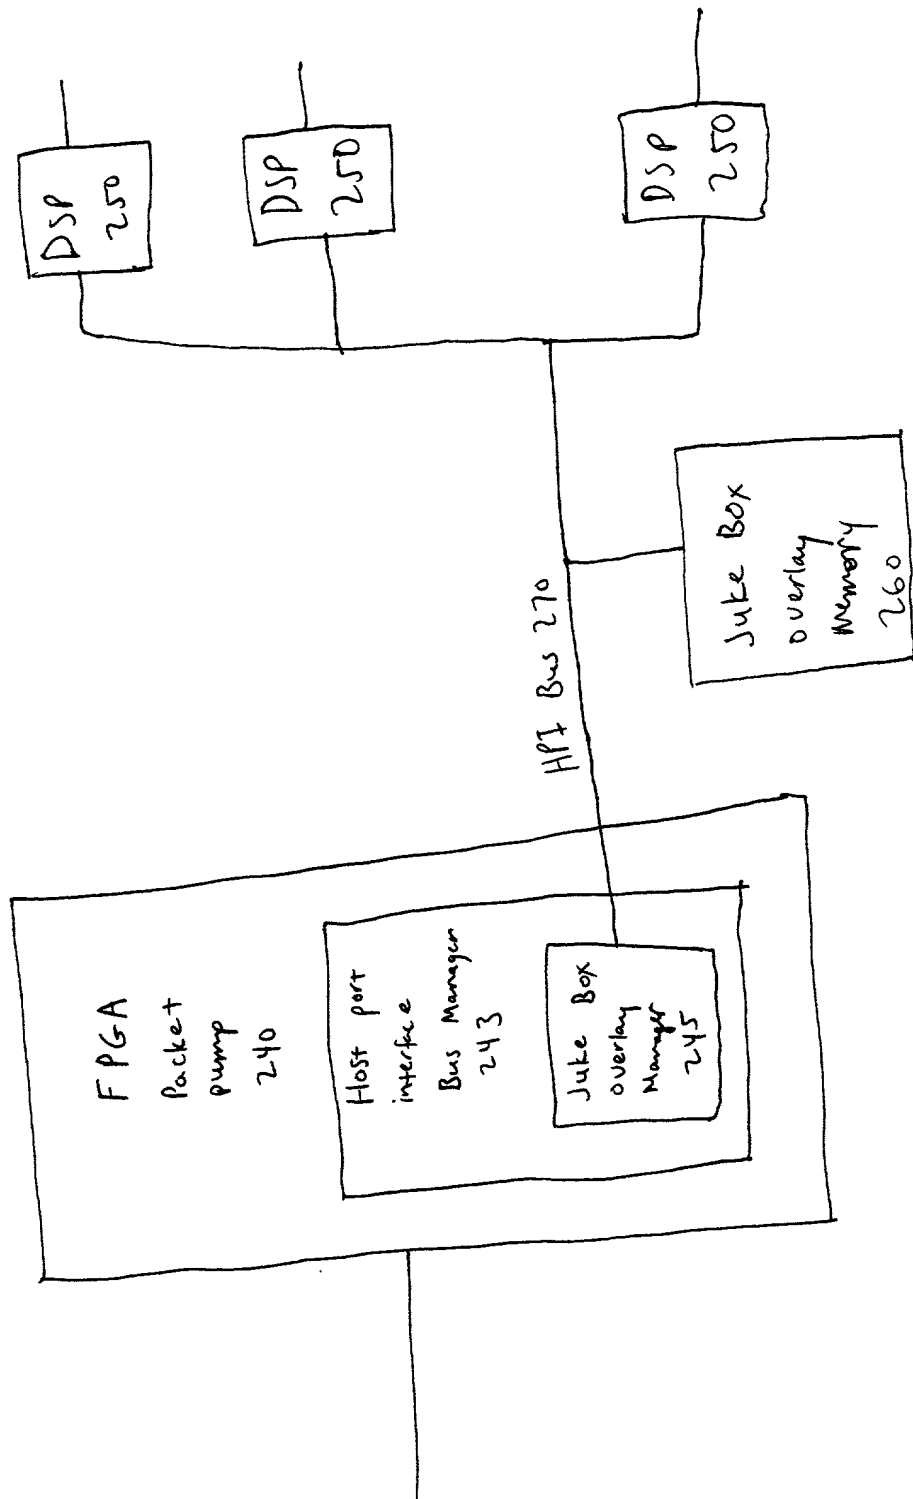 FPGA
Packet
pump
240
Host port
interface
Bus Manager
243
Juke Box
overlay
Manager
245
HPI Bus 270
Juke Box
overlay
Memory
260
DSP
250
DSP
250
DSP
250